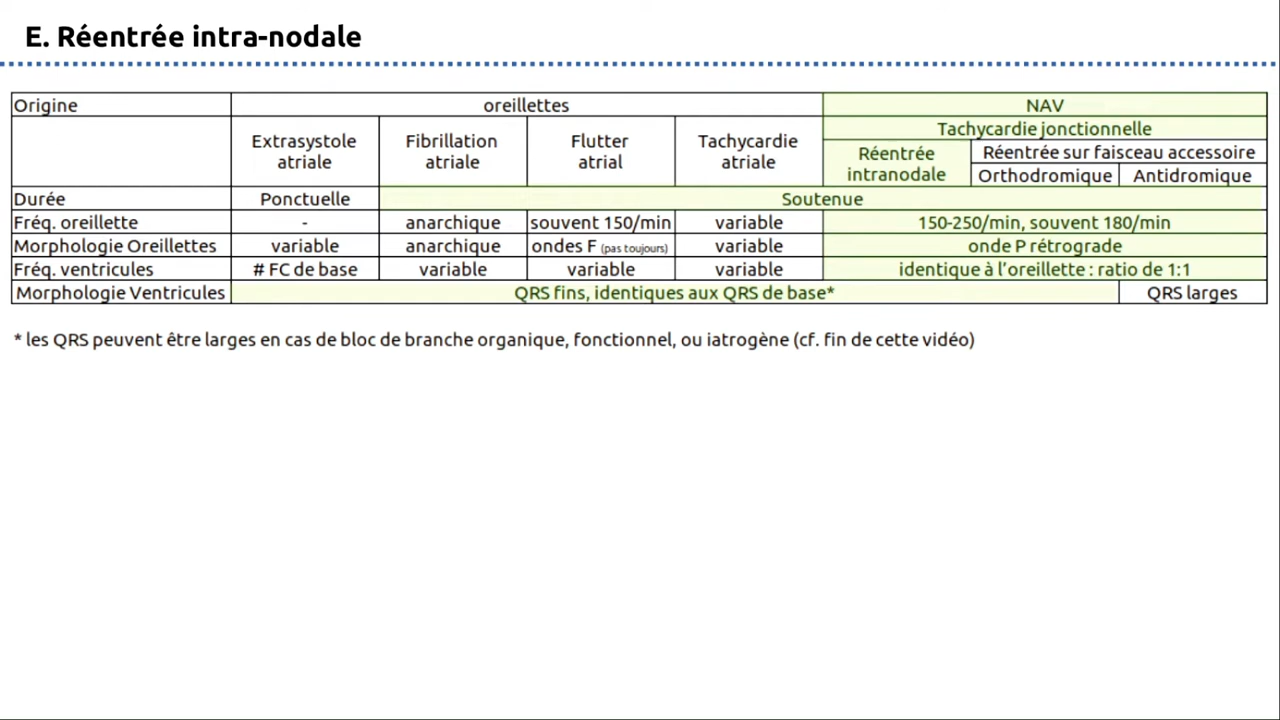 E. Réentrée intra-nodale
Origine oreillettes NAV
Tachycardie jonctionnelle
Extrasystole atriale Fibrillation atriale Flutter atrial Tachycardie atriale Réentrée intranodale Réentrée sur faisceau accessoire
Orthodromique Antidromique
Durée Ponctuelle Soutenue
Fréq. oreillette - anarchique souvent 150/min variable 150-250/min, souvent 180/min
Morphologie Oreillettes variable anarchique ondes F (pas toujours) variable onde P rétrograde
Fréq. ventricules # FC de base variable variable variable identique à l'oreillette : ratio de 1:1
Morphologie Ventricules QRS fins, identiques aux QRS de base* QRS larges
* les QRS peuvent être larges en cas de bloc de branche organique, fonctionnel, ou iatrogène (cf. fin de cette vidéo)